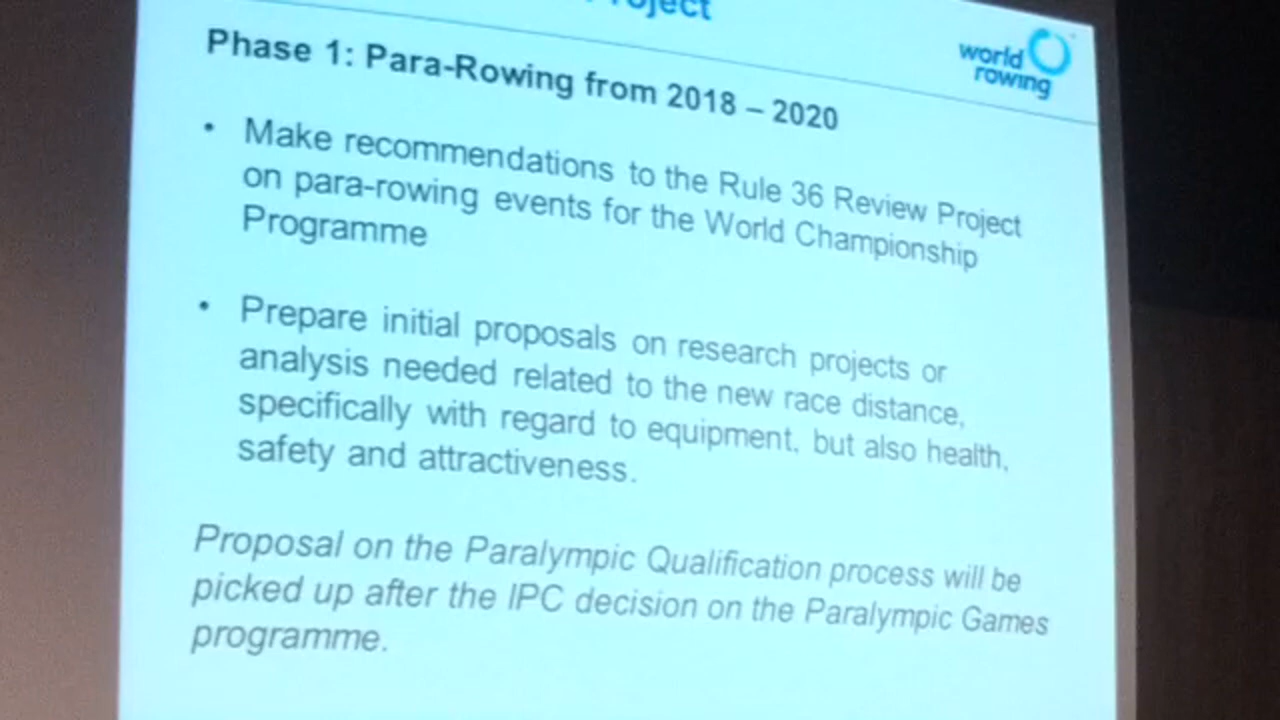 Phase 1: Para-Rowing from 2018 – 2020
world
rowing
• Make recommendations to the Rule 36 Review Project
on para-rowing events for the World Championship
Programme
• Prepare initial proposals on research projects or
analysis needed related to the new race distance,
specifically with regard to equipment, but also health,
safety and attractiveness.
Proposal on the Paralympic Qualification process will be
picked up after the IPC decision on the Paralympic Games
programme.